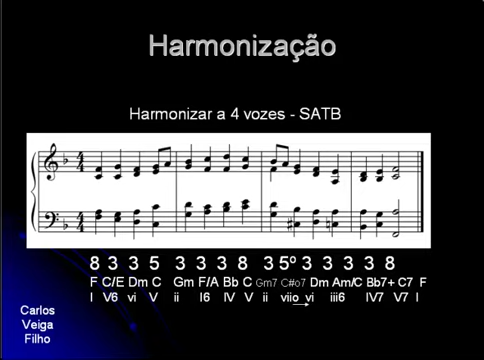 Harmonização
Harmonizar a 4 vozes - SATB
8 3 3 5 3 3 3 8 3 5º 3 3 3 3 8
F C/E Dm C Gm F/A Bb C Gm7 C#o7 Dm Am/C Bb7+ C7 F
I V6 vi V ii I6 IV V ii viio vi iii6 IV7 V7 I
Carlos
Veiga
Filho